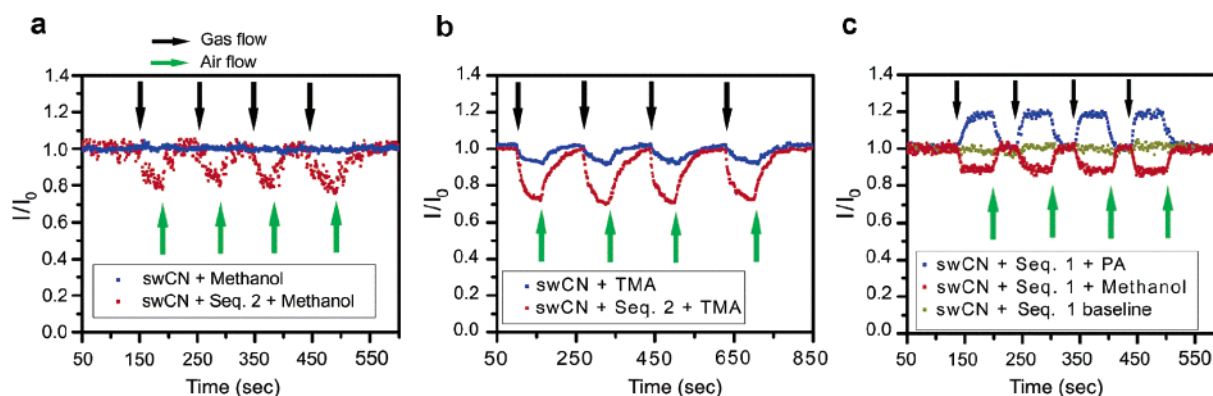 a
Gas flow
Air flow
1.4
1.2
1.0
0.8
0.6
0.4
0.2
0.0
I/I0
swCN + Methanol
swCN + Seq. 2 + Methanol
50 150 250 350 450 550
Time (sec)
b
1.4
1.2
1.0
0.8
0.6
0.4
0.2
0.0
I/I0
swCN + TMA
swCN + Seq. 2 + TMA
50 250 450 650 850
Time (sec)
c
1.4
1.2
1.0
0.8
0.6
0.4
0.2
0.0
I/I0
swCN + Seq. 1 + PA
swCN + Seq. 1 + Methanol
swCN + Seq. 1 baseline
50 150 250 350 450 550
Time (sec)